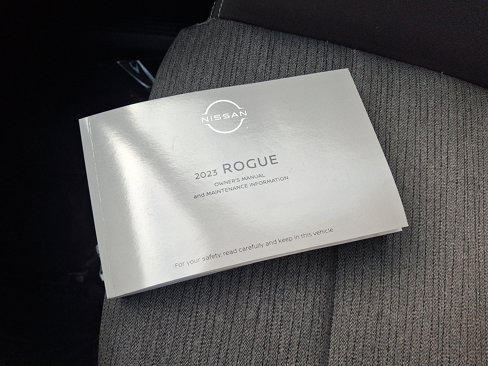 NISSAN
2023 ROGUE
OWNER'S MANUAL
and MAINTENANCE INFORMATION
For your safety, read carefully and keep in this vehicle.